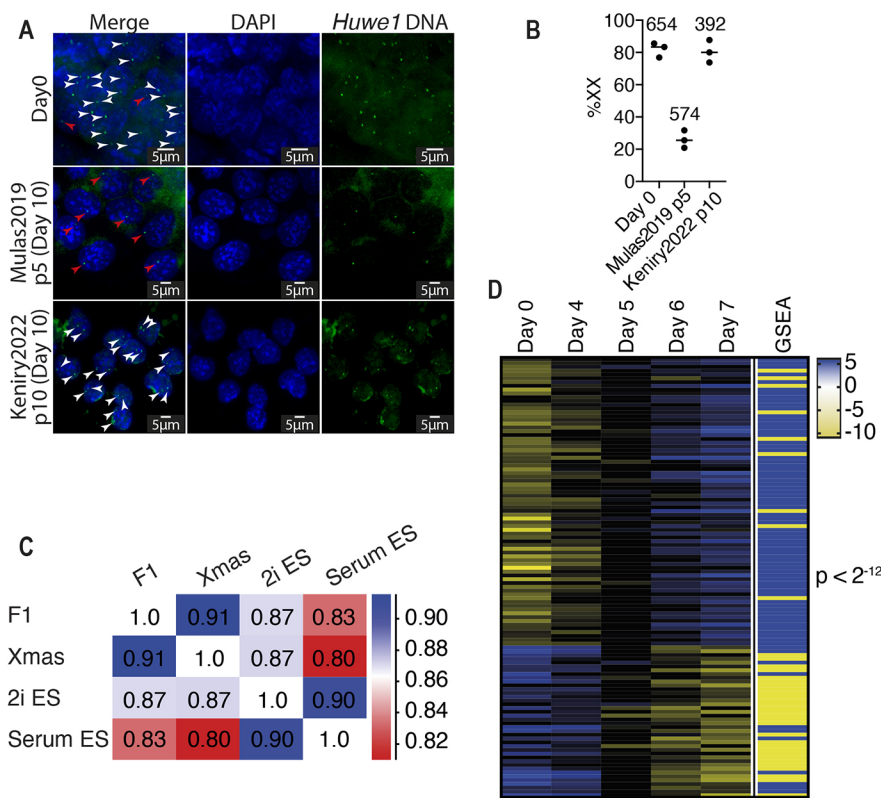 A
Merge
DAPI
Huwe1 DNA
Day0
5µm
5µm
5µm
Mulas2019
p5 (Day 10)
5µm
5µm
5µm
Keniry2022
p10 (Day 10)
5µm
5µm
5µm
B
%XX
100
80
60
40
20
0
654
574
392
Day 0
Mulas2019 p5
Keniry2022 p10
C
F1
Xmas
2i ES
Serum ES
F1
1.0
0.91
0.87
0.83
Xmas
0.91
1.0
0.87
0.80
2i ES
0.87
0.87
1.0
0.90
Serum ES
0.83
0.80
0.90
1.0
0.90
0.88
0.86
0.84
0.82
D
Day 0
Day 4
Day 5
Day 6
Day 7
GSEA
5
0
-5
-10
p < 2-12